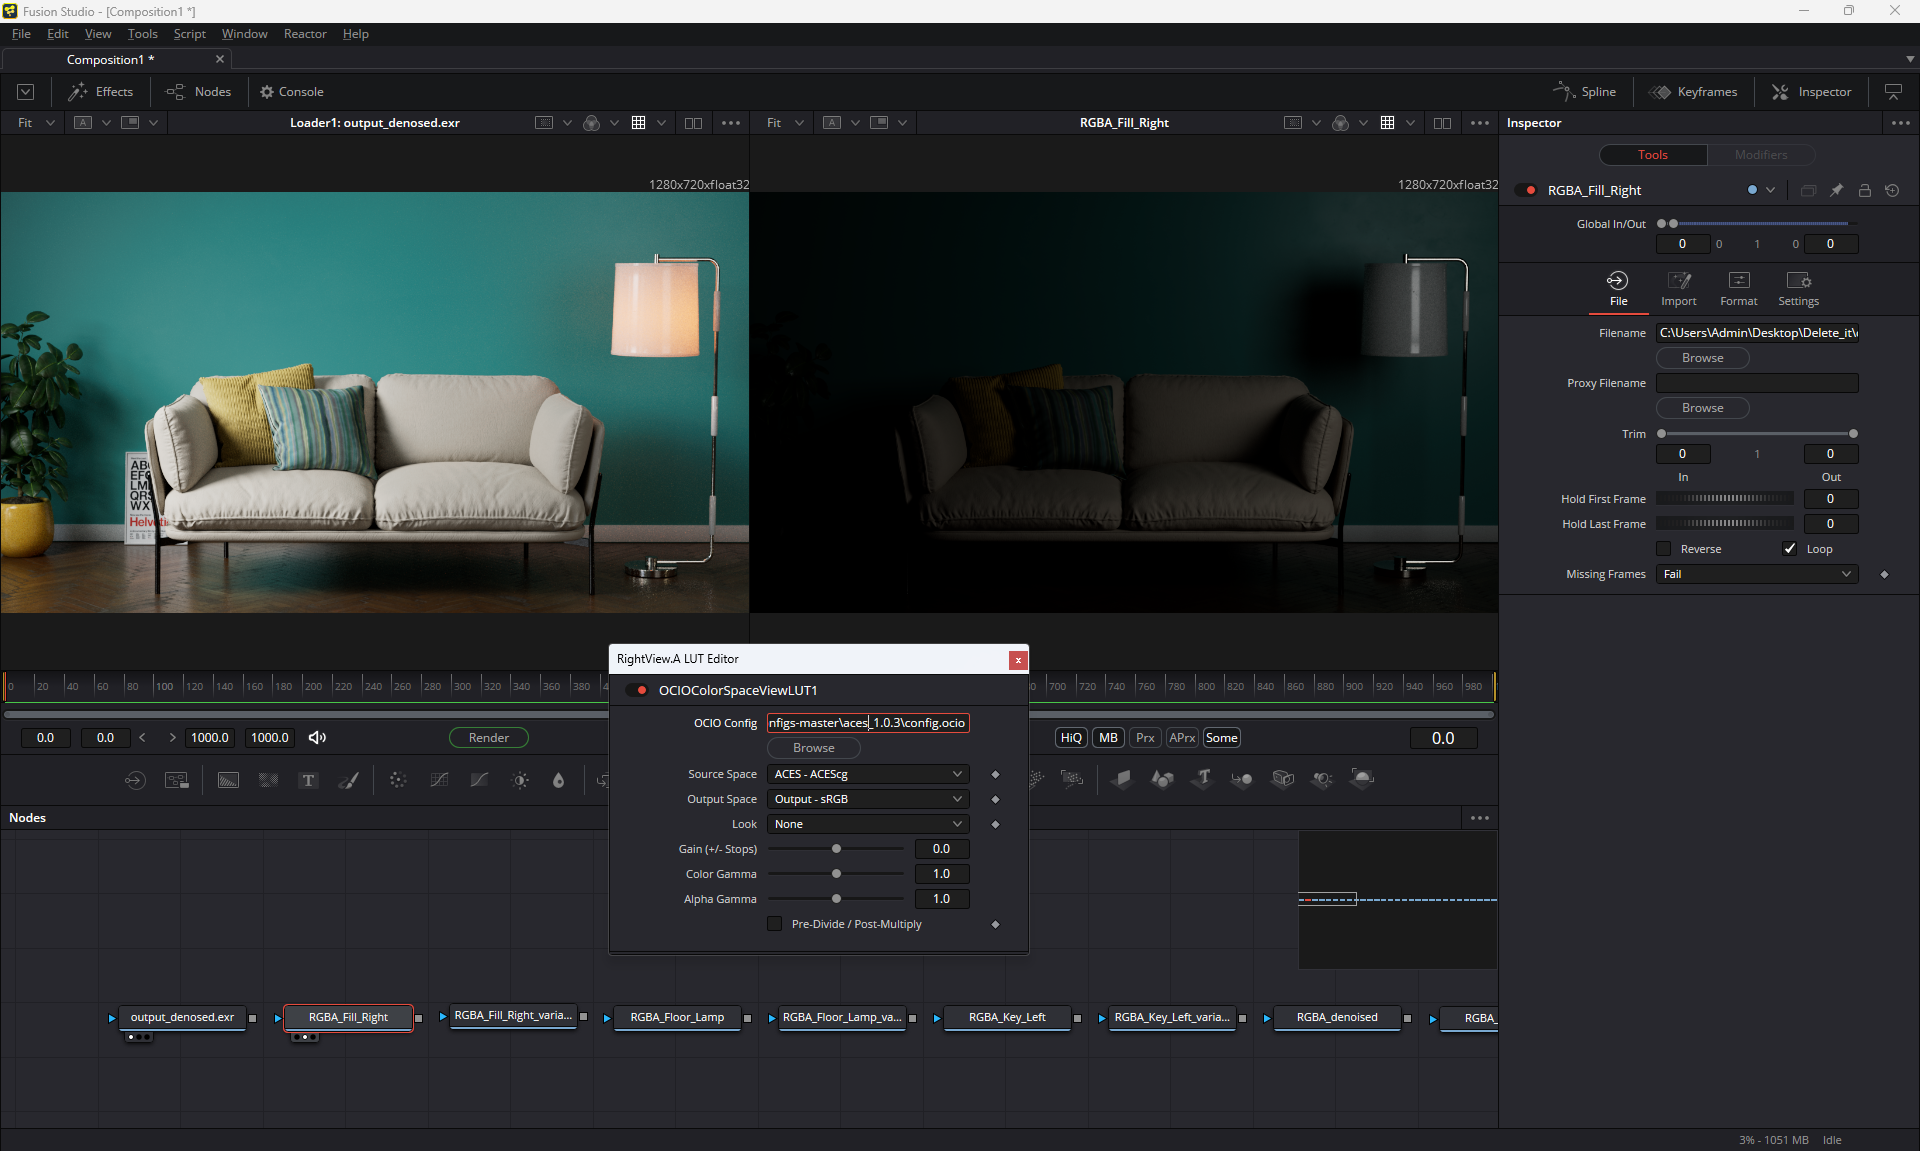 Fusion Studio - [Composition1 *]
File Edit View Tools Script Window Reactor Help
Composition1 *
Effects Nodes Console Spline Keyframes Inspector
Fit A Loader1: output_denosed.exr Fit A RGBA_Fill_Right Inspector
Tools Modifiers
1280x720xfloat32 1280x720xfloat32
RGBA_Fill_Right
Global In/Out
0 0 1 0 0
File Import Format Settings
Filename C:\Users\Admin\Desktop\Delete_it\
Browse
Proxy Filename
Browse
Trim
0 1 0
In Out
Hold First Frame 0
Hold Last Frame 0
Reverse Loop
Missing Frames Fail
RightView.A LUT Editor
OCIOColorSpaceViewLUT1
OCIO Config nfigs-master\aces_1.0.3\config.ocio
Browse
Source Space ACES - ACEScg
Output Space Output - sRGB
Look None
Gain (+/- Stops) 0.0
Color Gamma 1.0
Alpha Gamma 1.0
Pre-Divide / Post-Multiply
0 20 40 60 80 100 120 140 160 180 200 220 240 260 280 300 320 340 360 380 700 720 740 760 780 800 820 840 860 880 900 920 940 960 980
0.0 0.0 < > 1000.0 1000.0 Render HiQ MB Prx APrx Some 0.0
Nodes
output_denosed.exr RGBA_Fill_Right RGBA_Fill_Right_varia... RGBA_Floor_Lamp RGBA_Floor_Lamp_va... RGBA_Key_Left RGBA_Key_Left_varia... RGBA_denoised RGBA_
3% - 1051 MB Idle